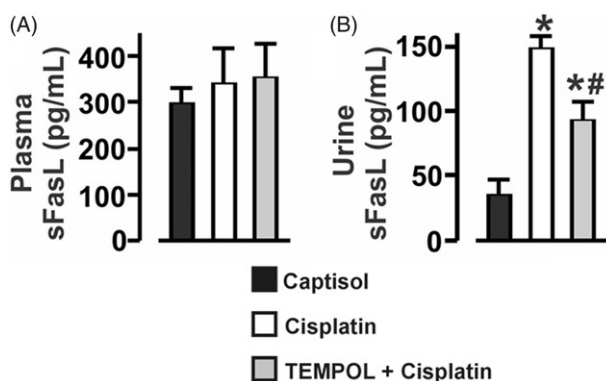 (A)
Plasma
sFasL (pg/mL)
400
300
200
100
0
(B)
Urine
sFasL (pg/mL)
150
100
50
0
*
*#
Captisol
Cisplatin
TEMPOL + Cisplatin